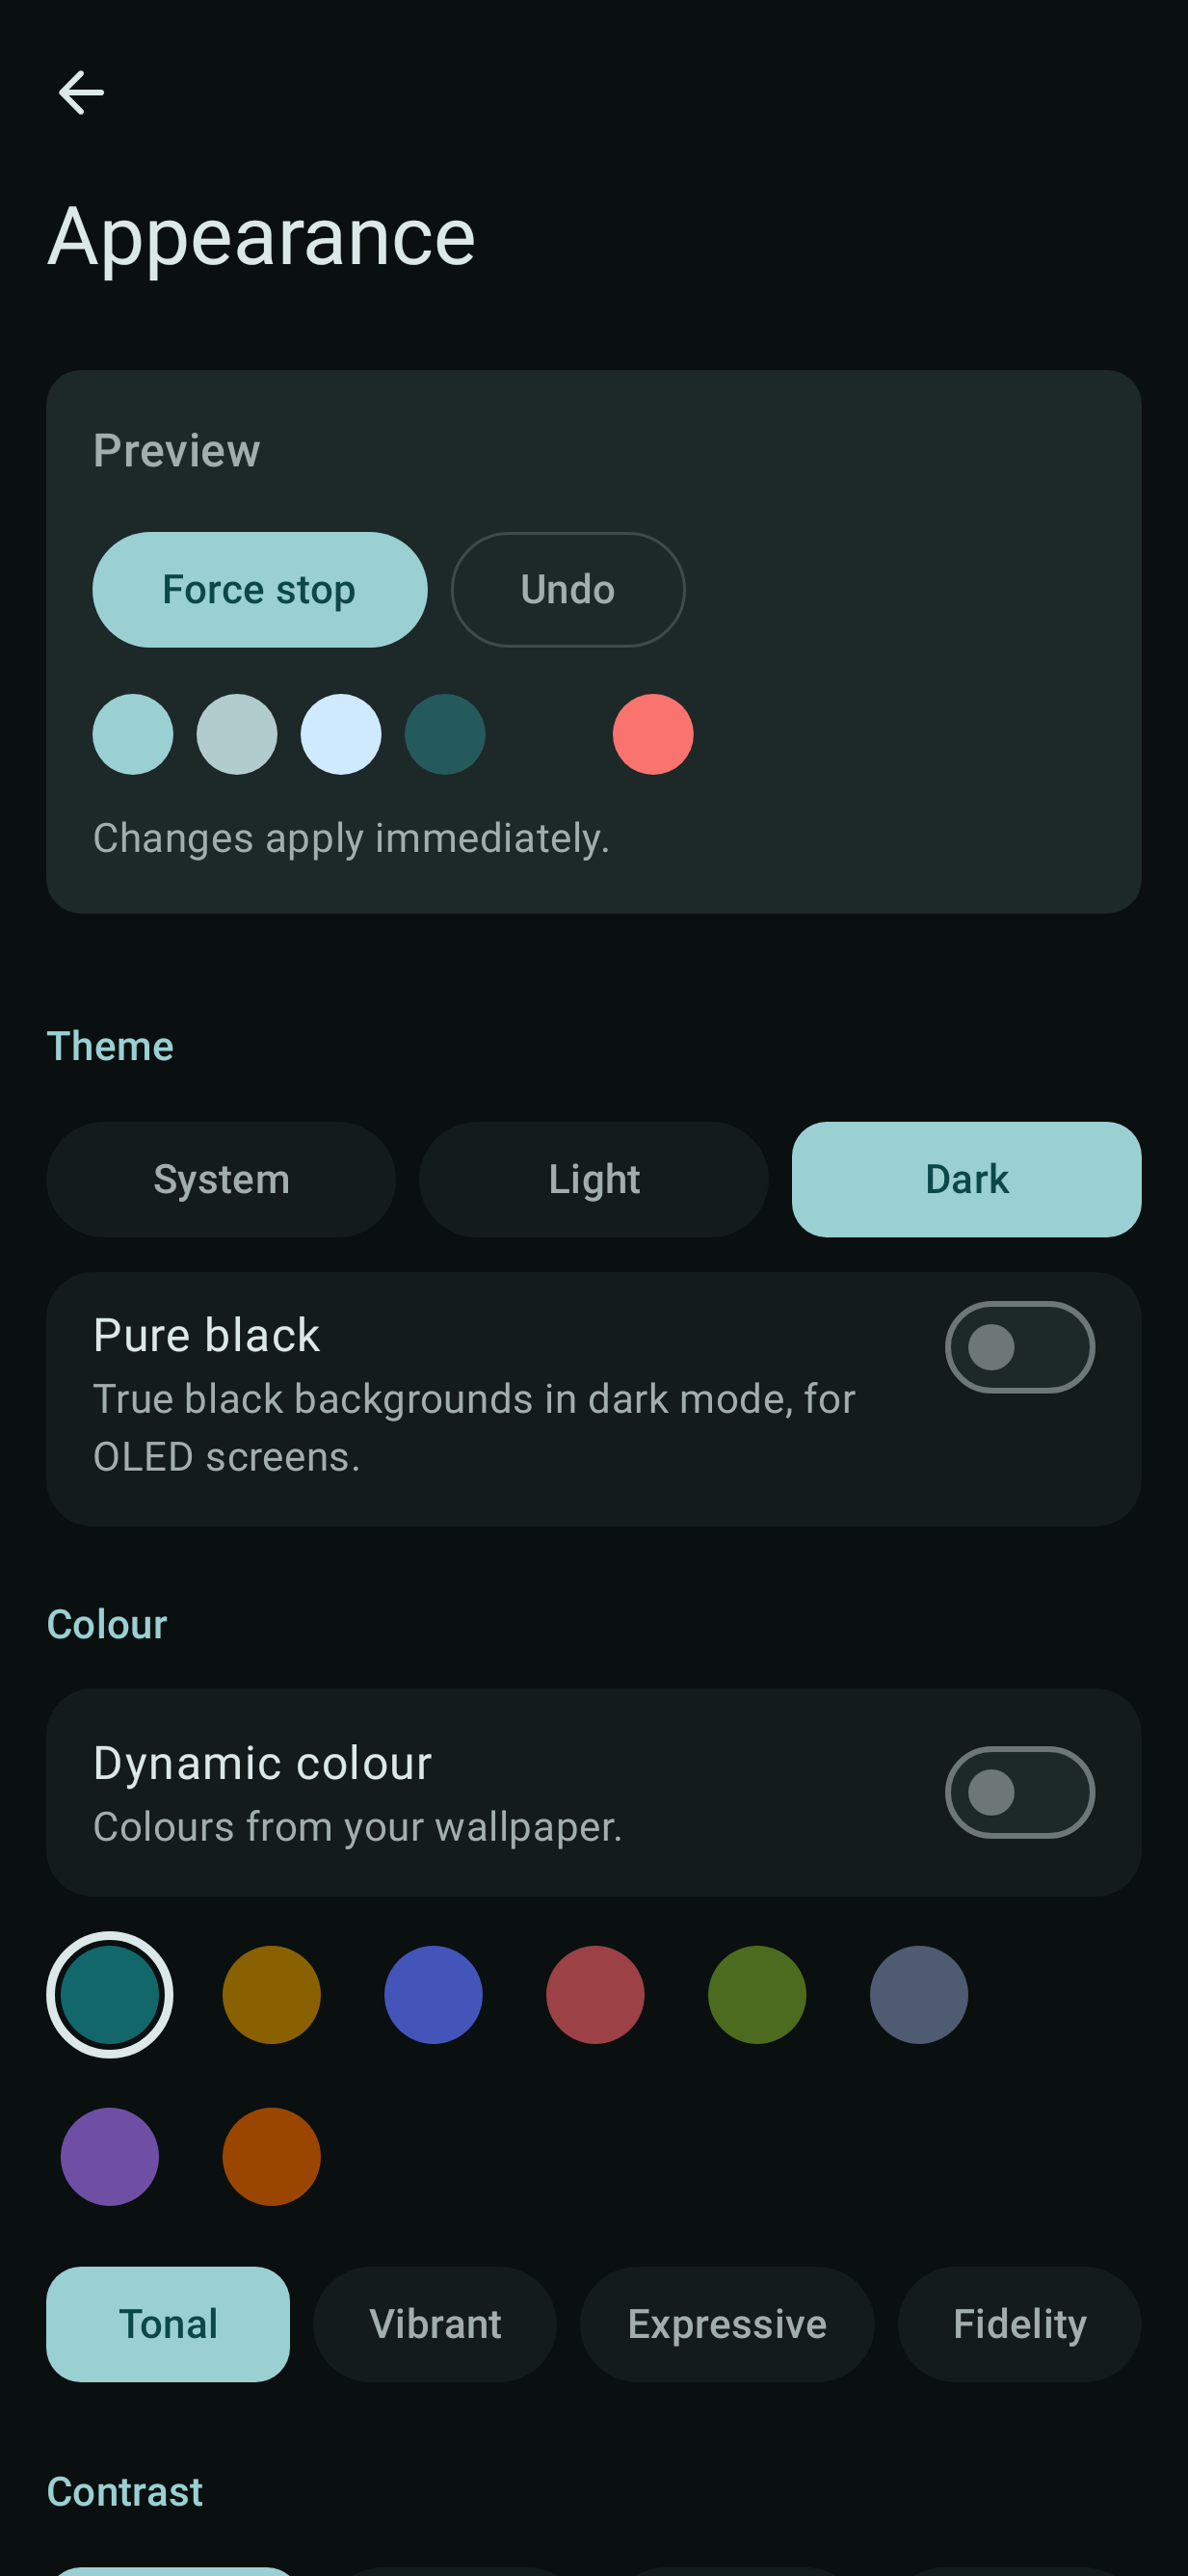 Appearance
Preview
Force stop
Undo
Changes apply immediately.
Theme
System
Light
Dark
Pure black
True black backgrounds in dark mode, for
OLED screens.
Colour
Dynamic colour
Colours from your wallpaper.
Tonal
Vibrant
Expressive
Fidelity
Contrast